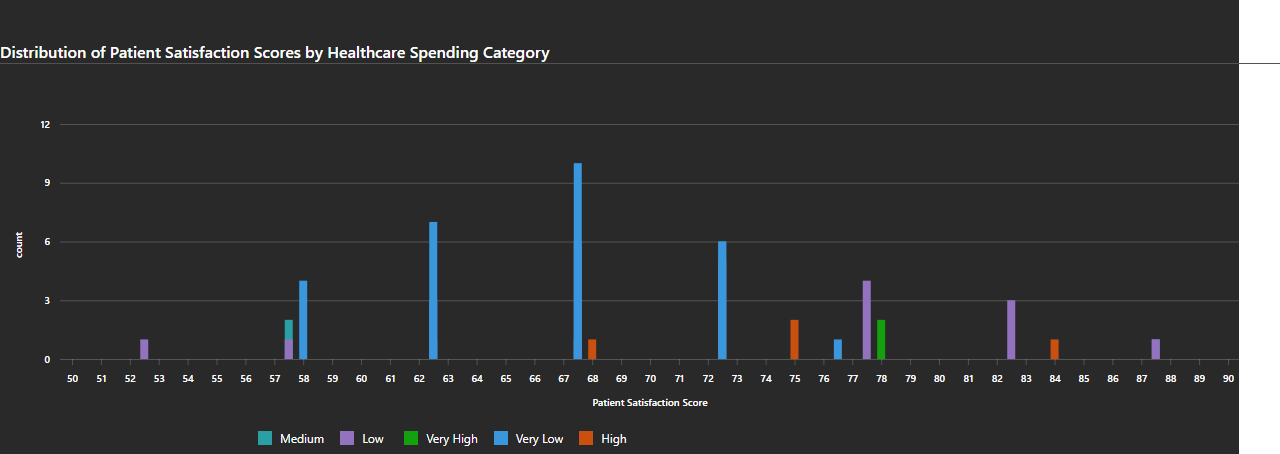 Distribution of Patient Satisfaction Scores by Healthcare Spending Category
12
9
6
3
0
count
50 51 52 53 54 55 56 57 58 59 60 61 62 63 64 65 66 67 68 69 70 71 72 73 74 75 76 77 78 79 80 81 82 83 84 85 86 87 88 89 90
Patient Satisfaction Score
Medium Low Very High Very Low High